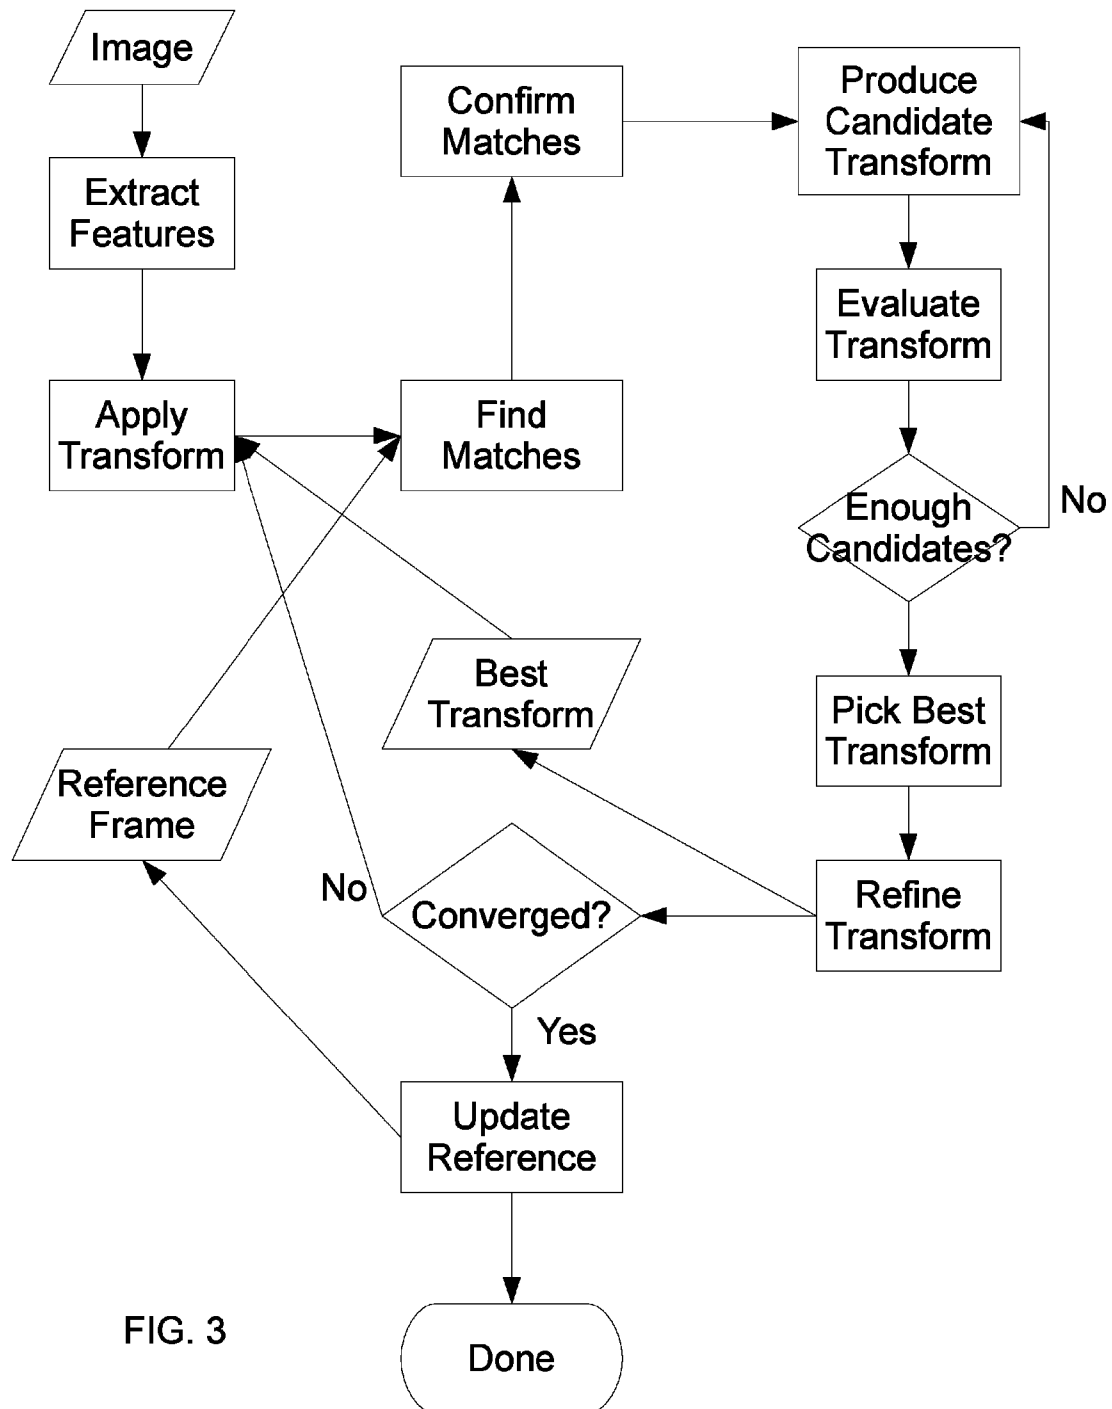 Image
Extract
Features
Apply
Transform
Find
Matches
Confirm
Matches
Produce
Candidate
Transform
Evaluate
Transform
Enough
Candidates?
No
Pick Best
Transform
Refine
Transform
Best
Transform
Reference
Frame
Converged?
No
Yes
Update
Reference
Done
FIG. 3